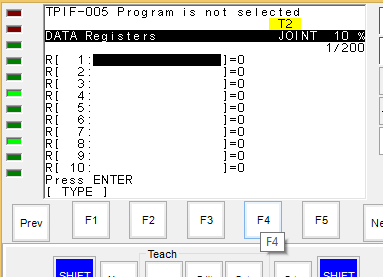 TPIF-005 Program is not selected
T2
DATA Registers JOINT 10 %
1/200
R[ 1: ]=0
R[ 2: ]=0
R[ 3: ]=0
R[ 4: ]=0
R[ 5: ]=0
R[ 6: ]=0
R[ 7: ]=0
R[ 8: ]=0
R[ 9: ]=0
R[ 10: ]=0
Press ENTER
[ TYPE ]
Prev F1 F2 F3 F4 F5
F4
Teach
SHIFT SHIFT